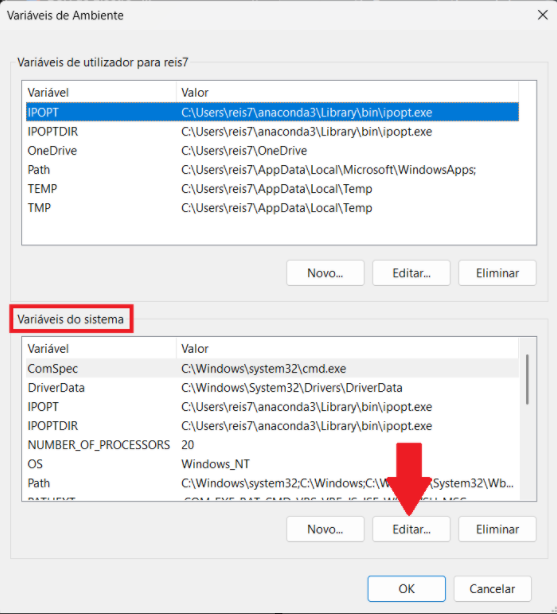 Variáveis de Ambiente
Variáveis de utilizador para reis7
Variável Valor
IPOPT C:\Users\reis7\anaconda3\Library\bin\ipopt.exe
IPOPTDIR C:\Users\reis7\anaconda3\Library\bin\ipopt.exe
OneDrive C:\Users\reis7\OneDrive
Path C:\Users\reis7\AppData\Local\Microsoft\WindowsApps;
TEMP C:\Users\reis7\AppData\Local\Temp
TMP C:\Users\reis7\AppData\Local\Temp
Novo... Editar... Eliminar
Variáveis do sistema
Variável Valor
ComSpec C:\Windows\system32\cmd.exe
DriverData C:\Windows\System32\Drivers\DriverData
IPOPT C:\Users\reis7\anaconda3\Library\bin\ipopt.exe
IPOPTDIR C:\Users\reis7\anaconda3\Library\bin\ipopt.exe
NUMBER_OF_PROCESSORS 20
OS Windows_NT
Path C:\Windows\system32;C:\Windows;C:\W System32\Wb...
Novo... Editar... Eliminar
OK Cancelar